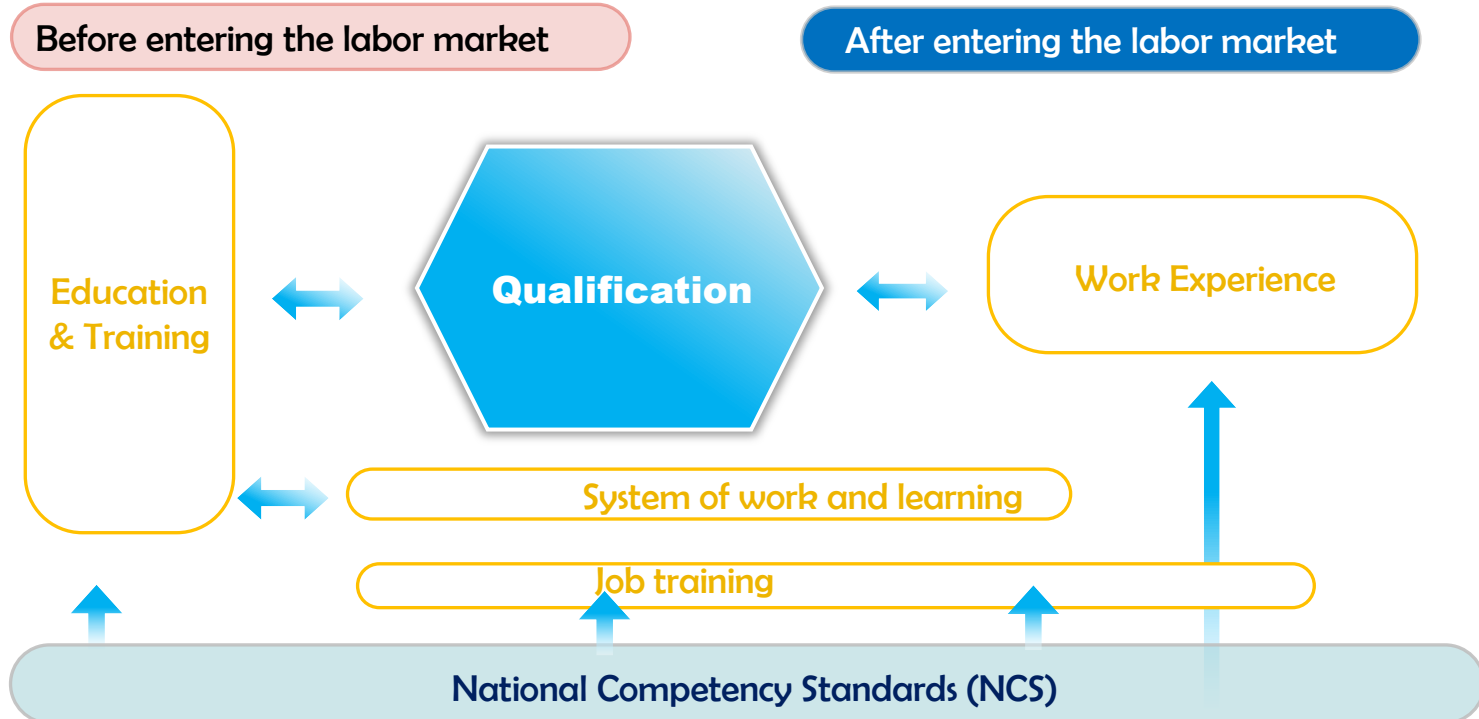 Before entering the labor market
After entering the labor market
Education
& Training
Qualification
Work Experience
System of work and learning
Job training
National Competency Standards (NCS)